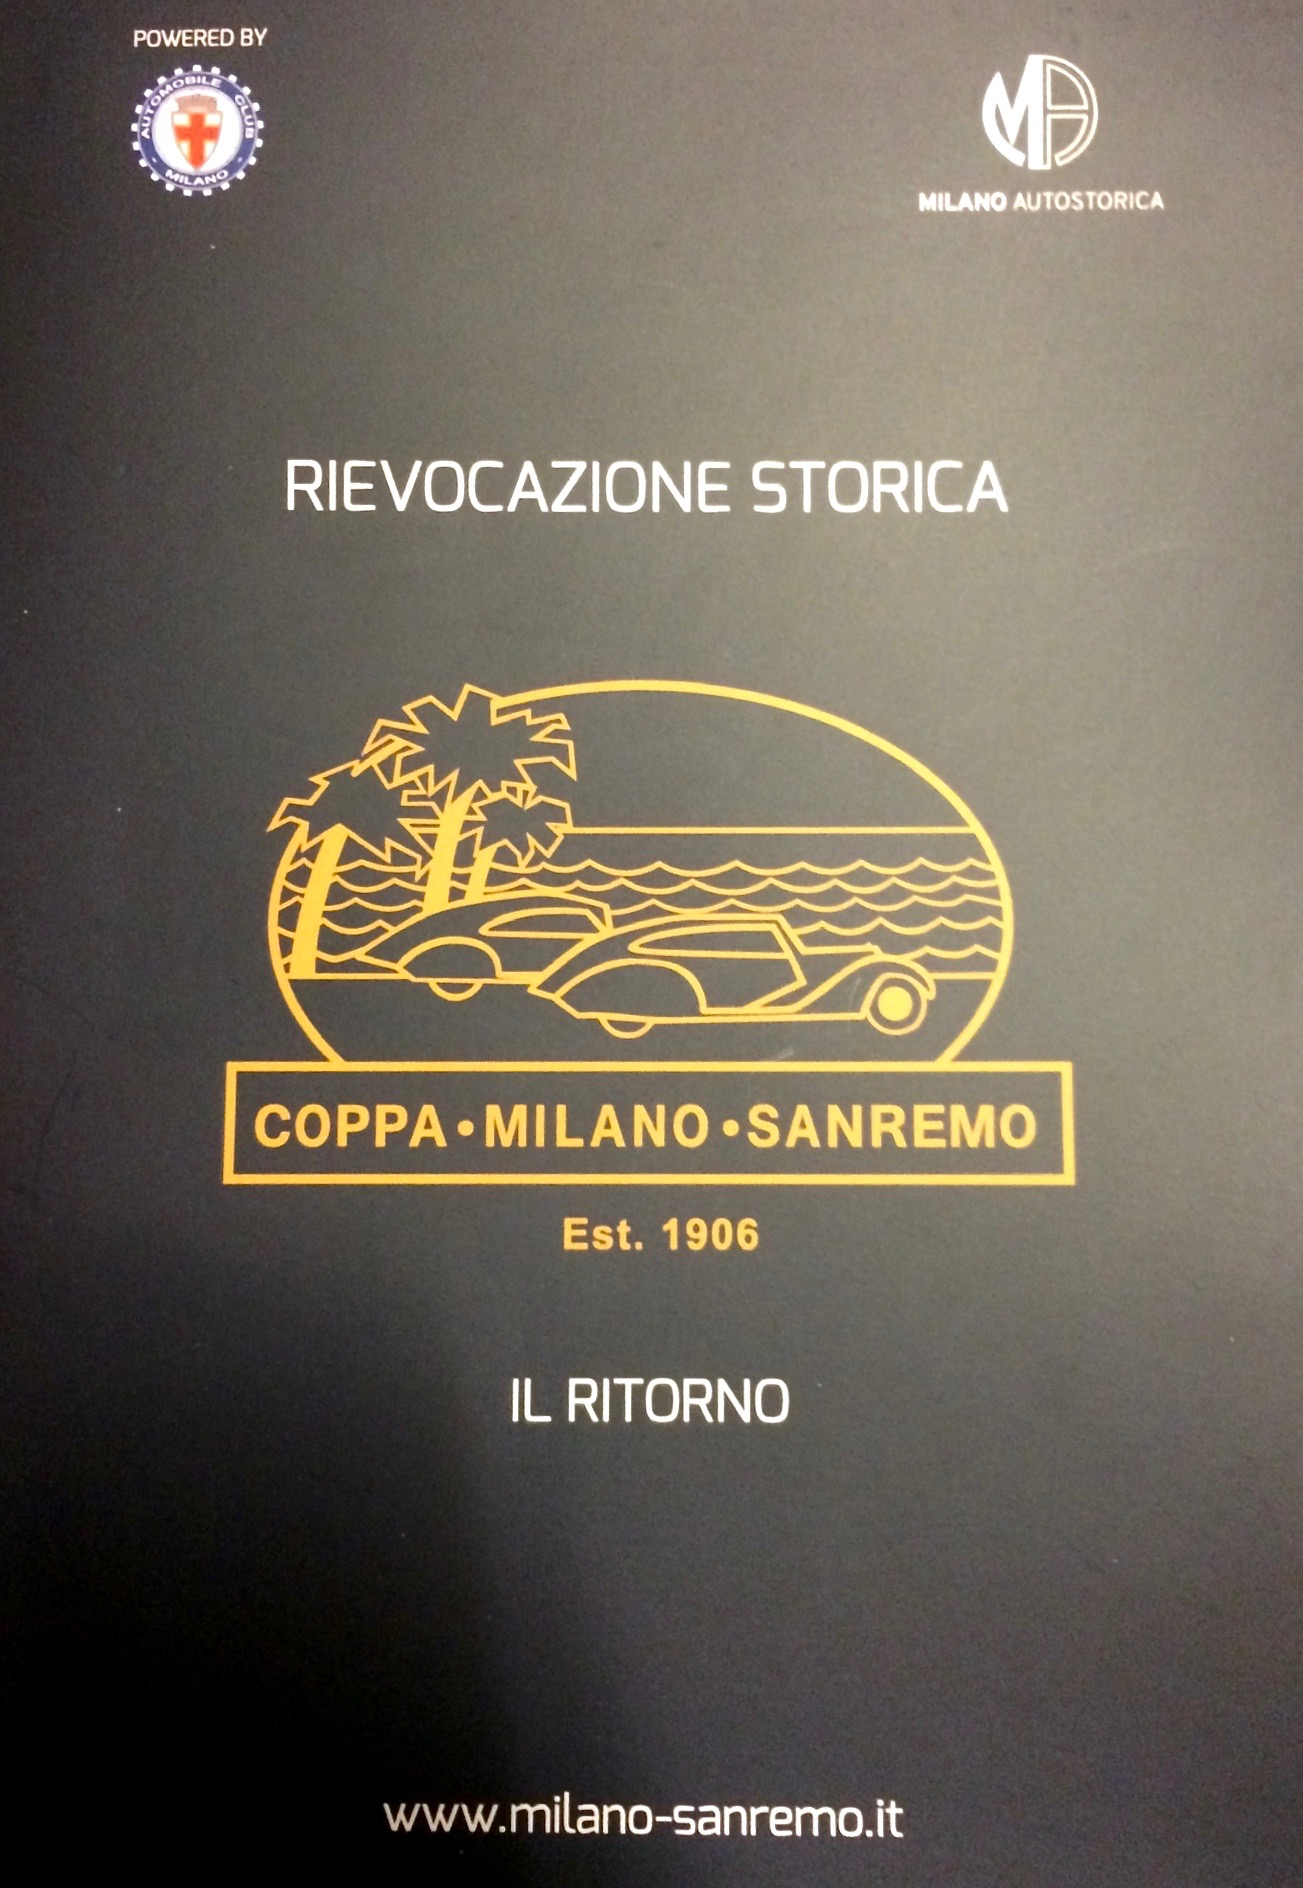 POWERED BY
AUTOMOBILE CLUB
MILANO
MA
MILANO AUTOSTORICA
RIEVOCAZIONE STORICA
COPPA•MILANO•SANREMO
Est. 1906
IL RITORNO
www.milano-sanremo.it